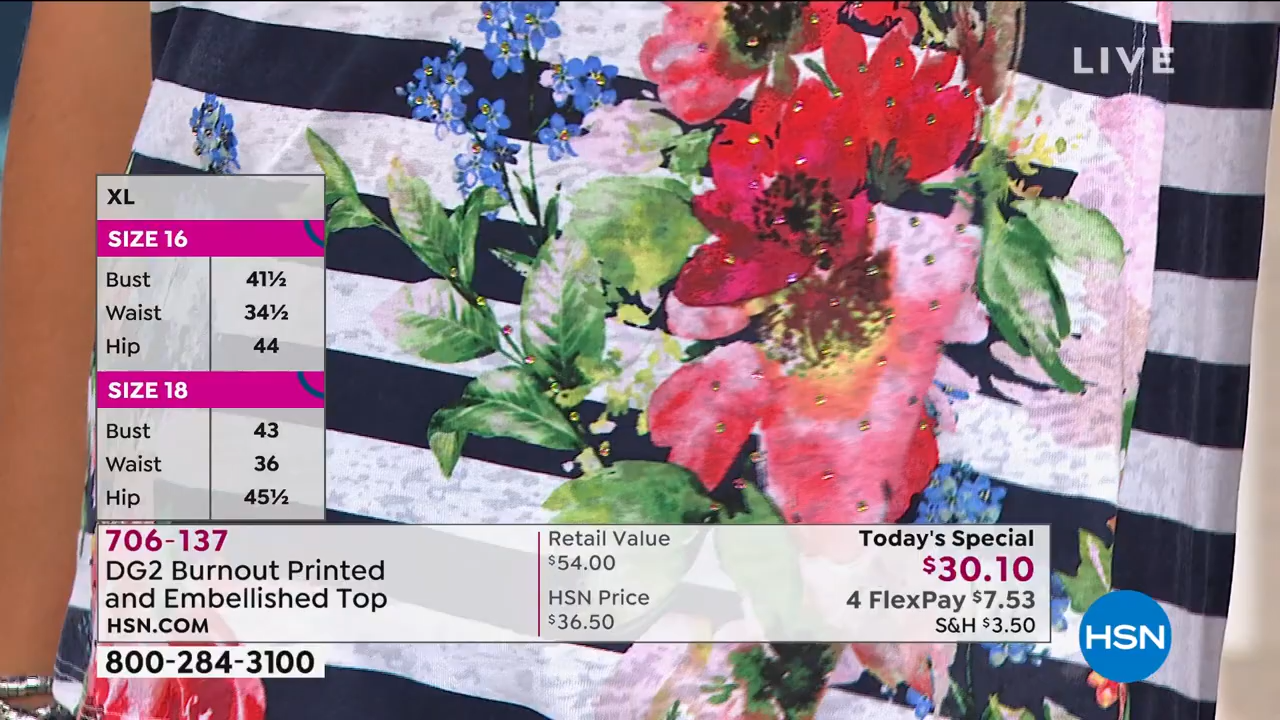 LIVE
XL
SIZE 16
Bust 41½
Waist 34½
Hip 44
SIZE 18
Bust 43
Waist 36
Hip 45½
706-137
DG2 Burnout Printed
and Embellished Top
HSN.COM
Retail Value
$54.00
HSN Price
$36.50
Today's Special
$30.10
4 FlexPay $7.53
S&H $3.50
HSN
800-284-3100